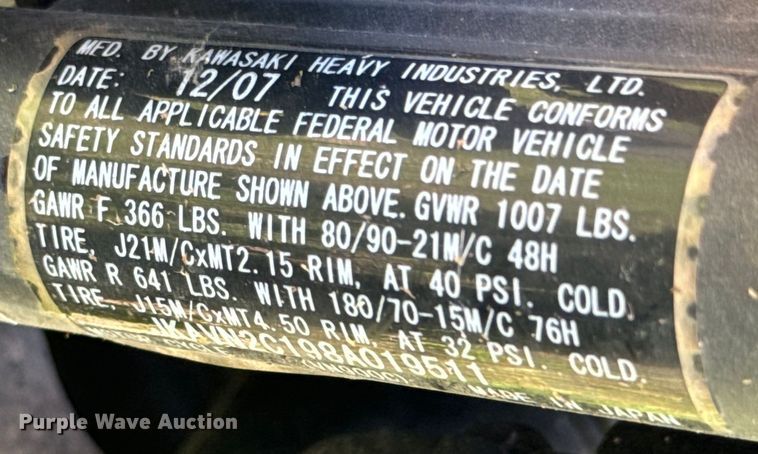 MFD. BY KAWASAKI HEAVY INDUSTRIES, LTD.
DATE: 12/07 THIS VEHICLE CONFORMS
TO ALL APPLICABLE FEDERAL MOTOR VEHICLE
SAFETY STANDARDS IN EFFECT ON THE DATE
OF MANUFACTURE SHOWN ABOVE. GVWR 1007 LBS.
GAWR F 366 LBS. WITH 80/90-21M/C 48H
TIRE, J21M/CxMT2.15 RIM, AT 40 PSI. COLD
GAWR R 641 LBS. WITH 180/70-15M/C 76H
TIRE, J15M/CxMT4.50 RIM, AT 32 PSI. COLD.
JKAVN2C198A019511
MOTOR CYCLE MADE IN JAPAN
Purple Wave Auction